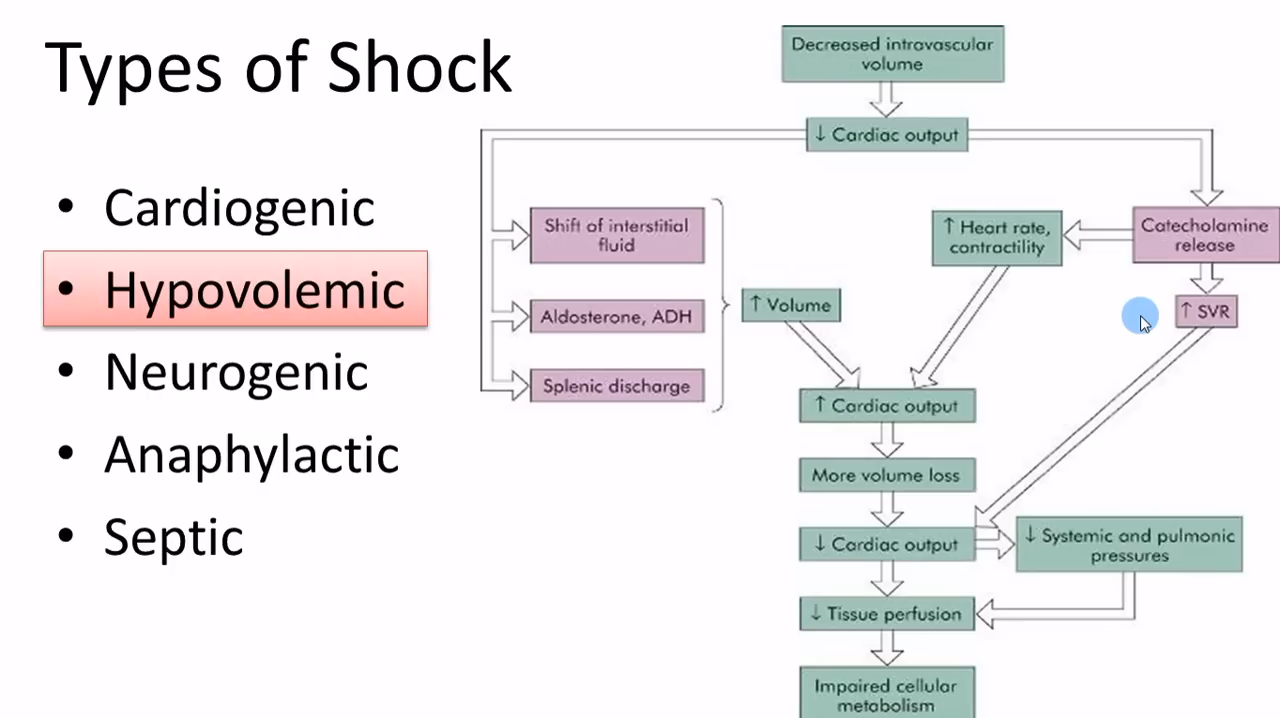 Types of Shock
• Cardiogenic
• Hypovolemic
• Neurogenic
• Anaphylactic
• Septic
Decreased intravascular
volume
↓ Cardiac output
Shift of interstitial
fluid
Aldosterone, ADH
Splenic discharge
↑ Volume
↑ Heart rate,
contractility
Catecholamine
release
↑ SVR
↑ Cardiac output
More volume loss
↓ Cardiac output
↓ Systemic and pulmonic
pressures
↓ Tissue perfusion
Impaired cellular
metabolism